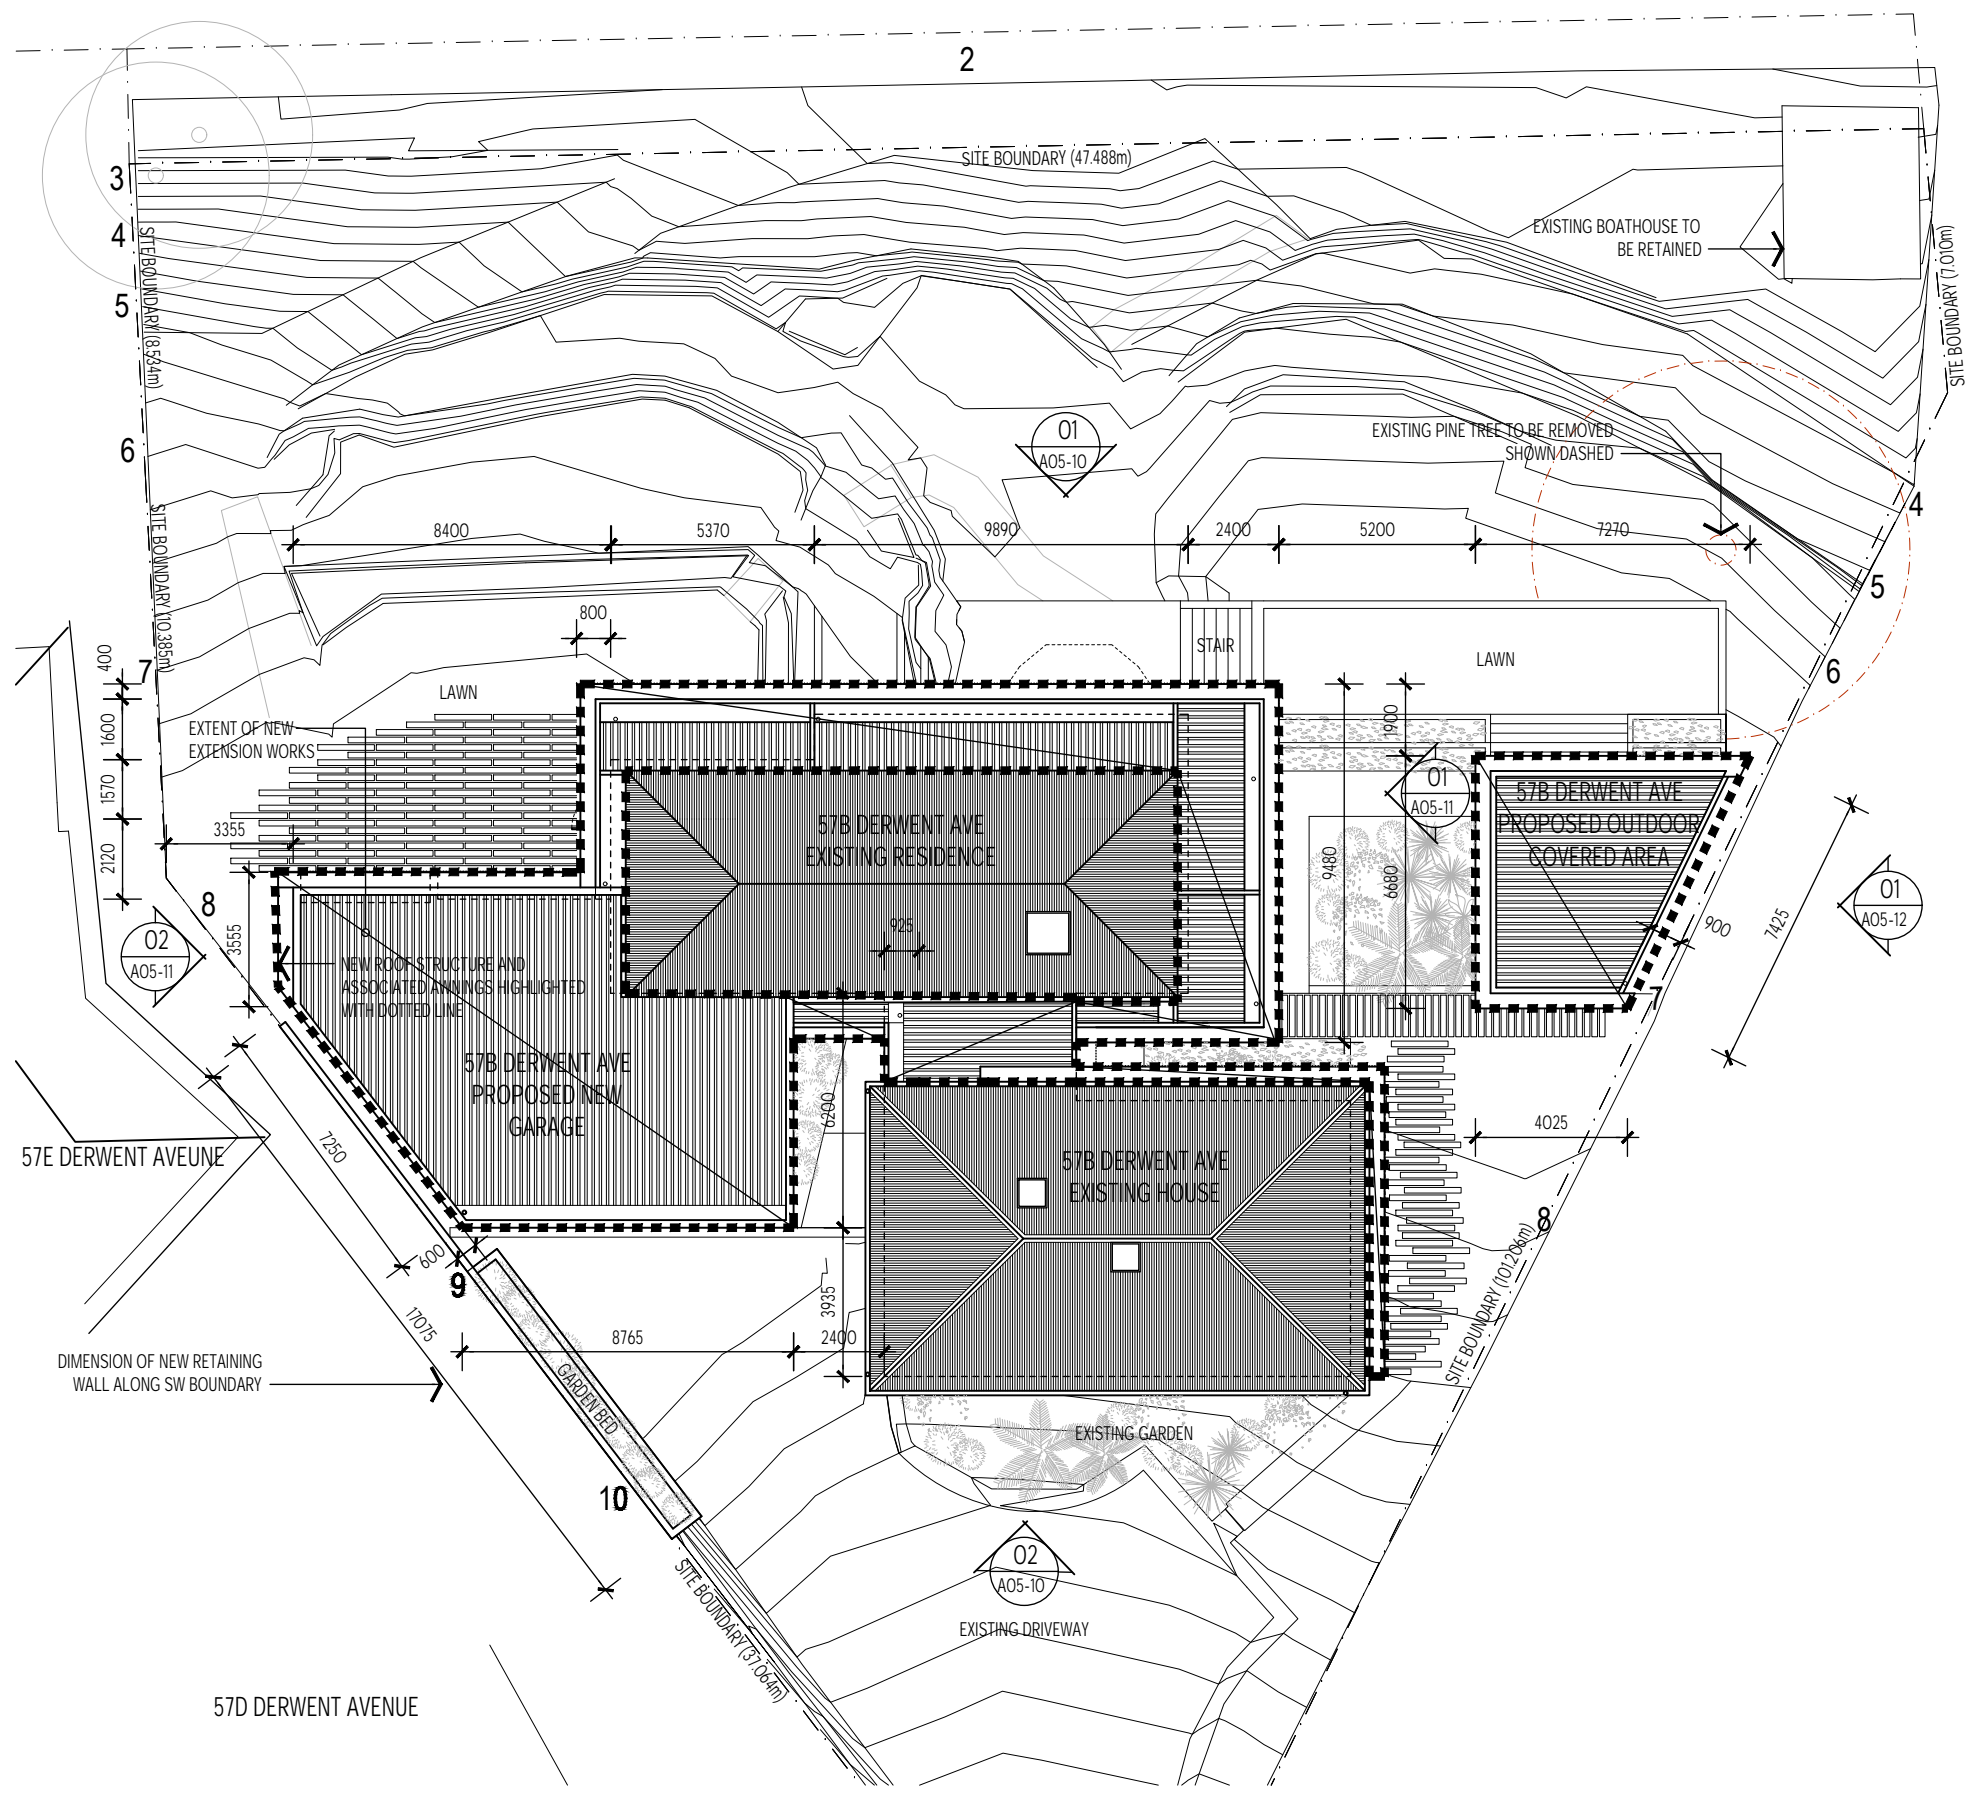 2
SITE BOUNDARY (47.488m)
3
4
5
6
7
8
SITE BOUNDARY (8.534m)
SITE BOUNDARY (10.385m)
EXISTING BOATHOUSE TO
BE RETAINED
SITE BOUNDARY (7.010m)
01
A05-10
EXISTING PINE TREE TO BE REMOVED
SHOWN DASHED
4
5
6
8400
5370
9890
2400
5200
7270
800
STAIR
LAWN
LAWN
400
1600
1570
2120
EXTENT OF NEW
EXTENSION WORKS
3355
3555
02
A05-11
1900
9480
6680
01
A05-11
57B DERWENT AVE
PROPOSED OUTDOOR
COVERED AREA
01
A05-12
900
7425
7
57B DERWENT AVE
EXISTING RESIDENCE
925
NEW ROOF STRUCTURE AND
ASSOCIATED AWNINGS HIGHLIGHTED
WITH DOTTED LINE
57B DERWENT AVE
PROPOSED NEW
GARAGE
6200
4025
8
57E DERWENT AVEUNE
7250
600
9
17075
57B DERWENT AVE
EXISTING HOUSE
3935
8765
2400
SITE BOUNDARY (101.206m)
DIMENSION OF NEW RETAINING
WALL ALONG SW BOUNDARY
GARDEN BED
10
EXISTING GARDEN
02
A05-10
EXISTING DRIVEWAY
SITE BOUNDARY (37.064m)
57D DERWENT AVENUE